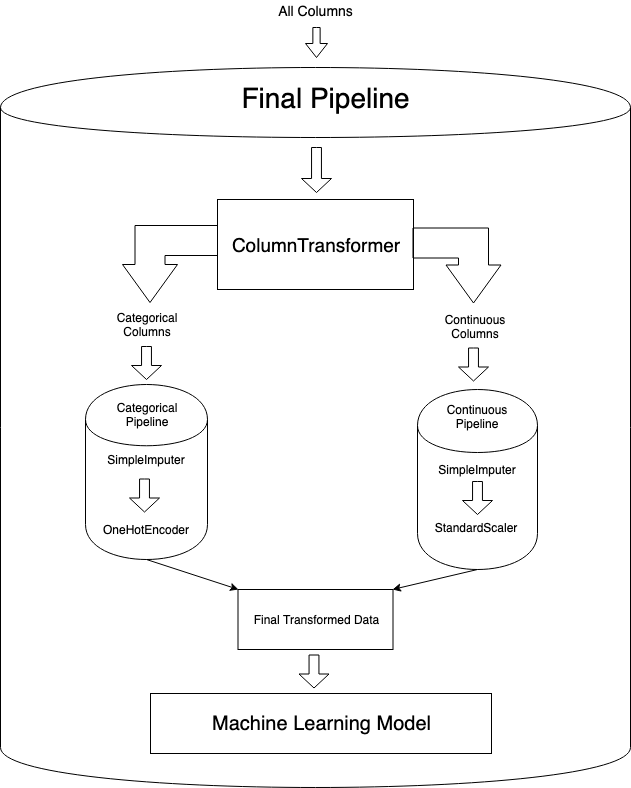 All Columns
Final Pipeline
ColumnTransformer
Categorical
Columns
Continuous
Columns
Categorical
Pipeline
SimpleImputer
OneHotEncoder
Continuous
Pipeline
SimpleImputer
StandardScaler
Final Transformed Data
Machine Learning Model